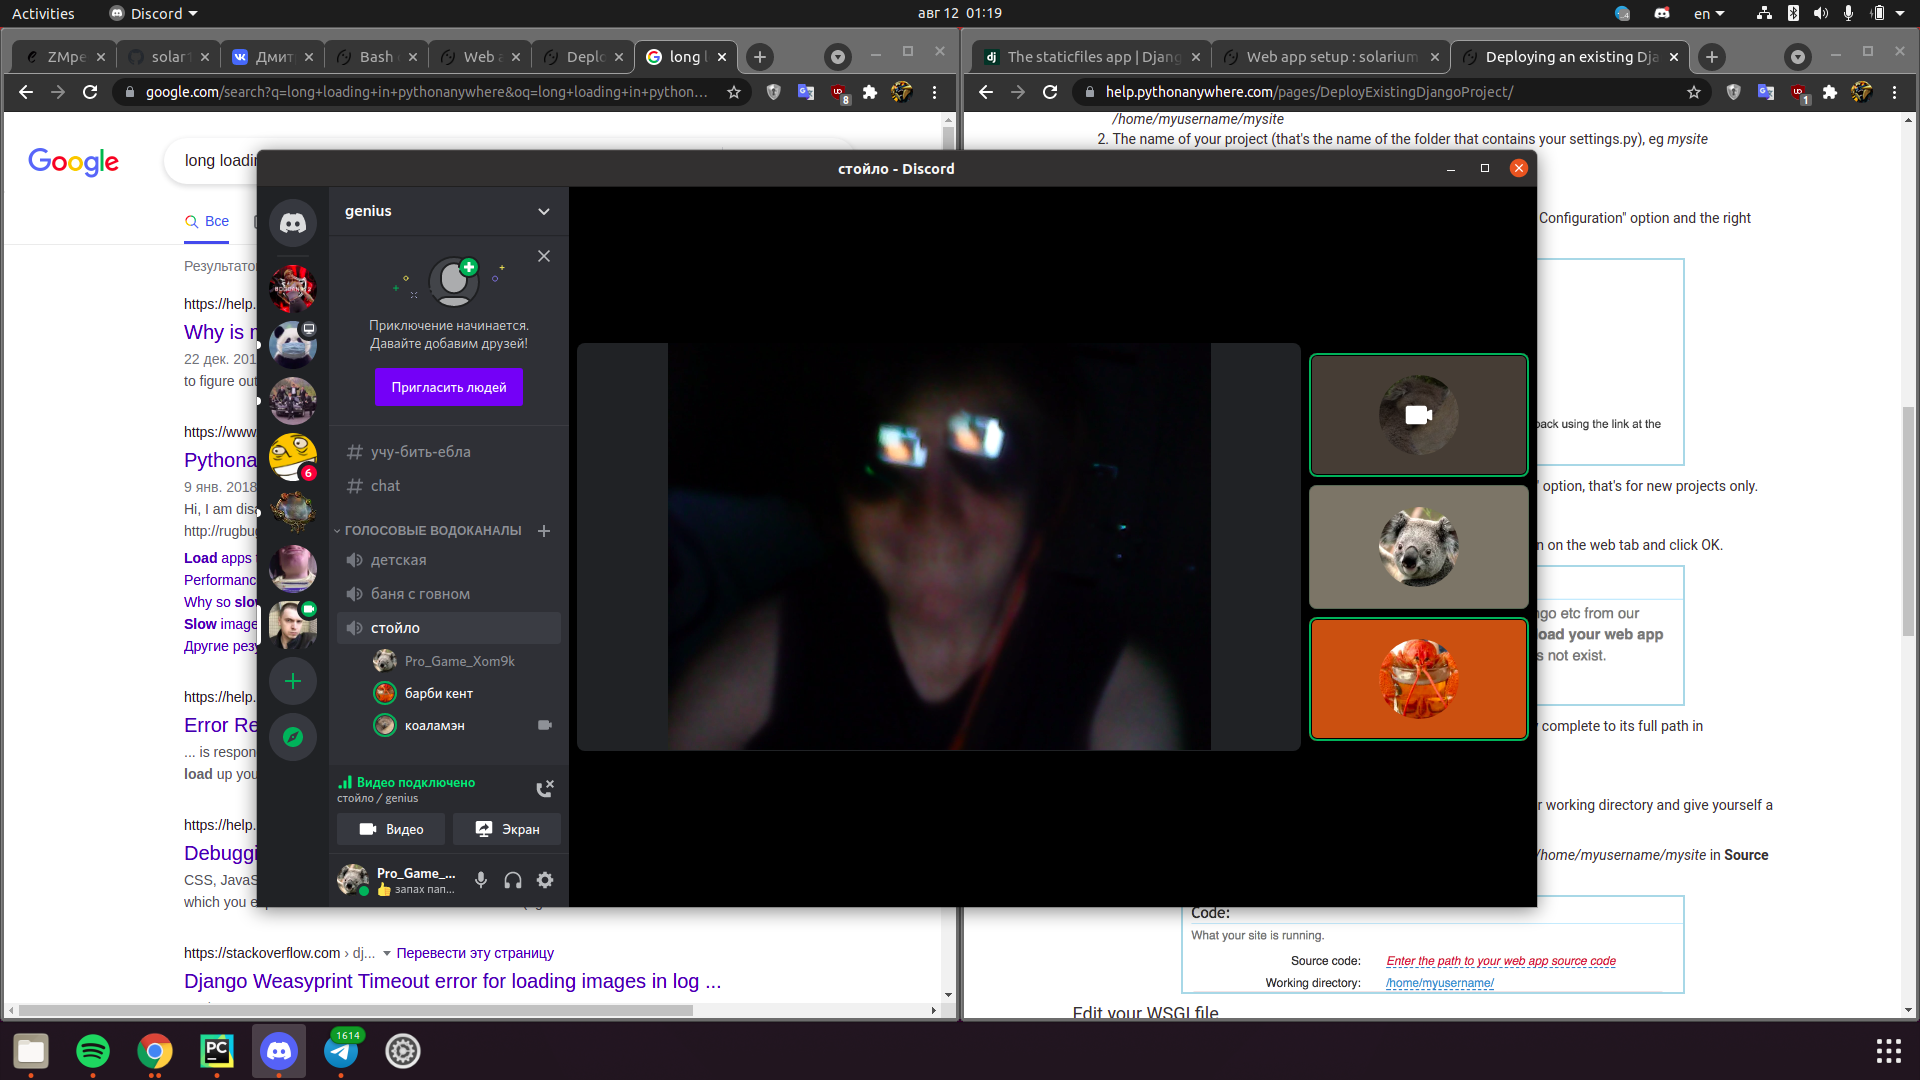 Activities
Discord
авг 12 01:19
en
ZMpe
solar
Дмит
Bash
Web a
Deplo
long l
google.com/search?q=long+loading+in+pythonanywhere&oq=long+loading+in+python...
8
Google
long loadin
Все
Результато
https://help.
Why is m
22 дек. 201
to figure out
https://www
Pythona
9 янв. 2018
Hi, I am disa
http://rugbu
Load apps
Performanc
Why so slow
Slow image
Другие резу
https://help.
Error Re
... is respon
load up you
https://help.
Debuggi
CSS, JavaS
which you e
https://stackoverflow.com › dj...
Перевести эту страницу
Django Weasyprint Timeout error for loading images in log ...
стойло - Discord
genius
Приключение начинается.
Давайте добавим друзей!
Пригласить людей
учу-бить-ебла
chat
ГОЛОСОВЫЕ ВОДОКАНАЛЫ
детская
баня с говном
стойло
Pro_Game_Xom9k
барби кент
коаламэн
6
Видео подключено
стойло / genius
Видео
Экран
Pro_Game_...
запах пап...
The staticfiles app | Djang
Web app setup : solarium
Deploying an existing Dja
help.pythonanywhere.com/pages/DeployExistingDjangoProject/
1
/home/myusername/mysite
2. The name of your project (that's the name of the folder that contains your settings.py), eg mysite
Configuration" option and the right
back using the link at the
" option, that's for new projects only.
n on the web tab and click OK.
ngo etc from our
oad your web app
s not exist.
complete to its full path in
r working directory and give yourself a
/home/myusername/mysite in Source
Code:
What your site is running.
Source code:
Enter the path to your web app source code
Working directory:
/home/myusername/
Edit your WSGI file
PC
1614